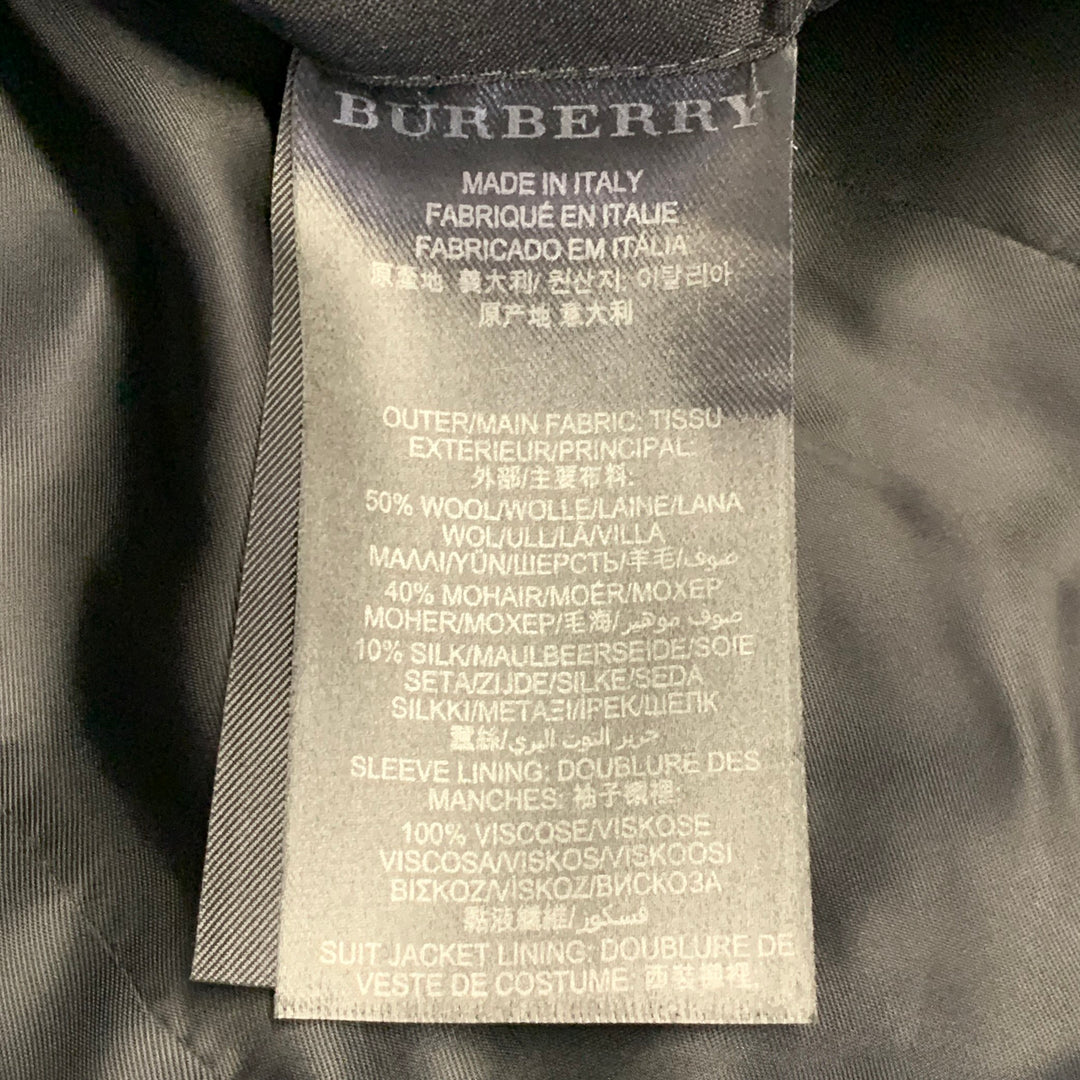 BURBERRY
MADE IN ITALY
FABRIQUÉ EN ITALIE
FABRICADO EM ITÁLIA
原産地 義大利/ 원산지: 이탈리아
原产地 意大利
OUTER/MAIN FABRIC: TISSU
EXTÉRIEUR/PRINCIPAL:
外部/主要布料:
50% WOOL/WOLLE/LAINE/LANA
WOL/ULL/LÃ/VILLA
ΜΑΛΛΙ/YÜN/ШЕРСТЬ/羊毛/صوف
40% MOHAIR/MOÉR/MOXEP
MOHER/МОХЕР/毛海/صوف موهير
10% SILK/MAULBEERSEIDE/SOIE
SETA/ZIJDE/SILKE/SEDA
SILKKI/ΜΕΤΑΞΙ/İPEK/ШЕЛК
蠶絲/حرير التوت البري
SLEEVE LINING: DOUBLURE DES
MANCHES: 袖子襯裡:
100% VISCOSE/VISKOSE
VISCOSA/VISKOS/VISKOOSI
ΒΙΣΚΟΖ/VİSKOZ/ВИСКОЗА
黏液纖維/فسكوز
SUIT JACKET LINING: DOUBLURE DE
VESTE DE COSTUME: 西裝襯裡: